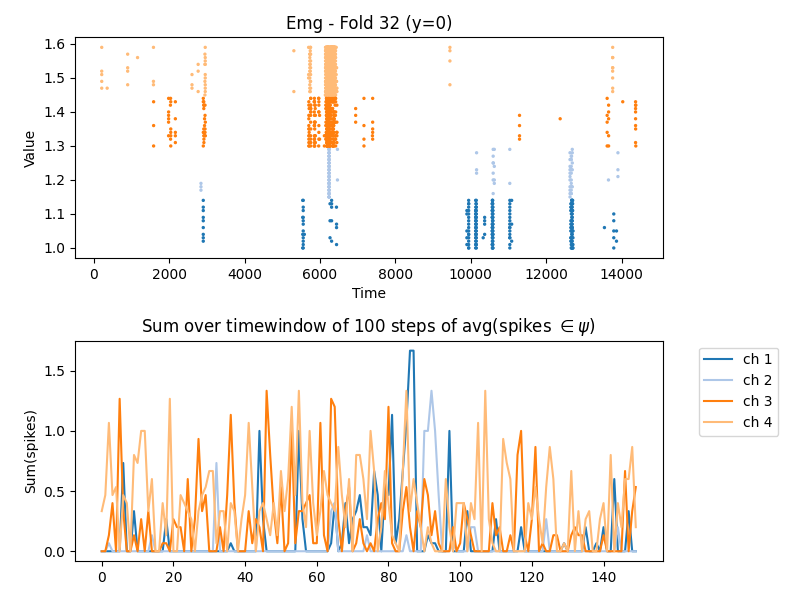 Emg - Fold 32 (y=0)
1.6
1.5
1.4
1.3
1.2
1.1
1.0
Value
0 2000 4000 6000 8000 10000 12000 14000
Time
Sum over timewindow of 100 steps of avg(spikes ∈ ψ)
1.5
1.0
0.5
0.0
Sum(spikes)
0 20 40 60 80 100 120 140
ch 1
ch 2
ch 3
ch 4